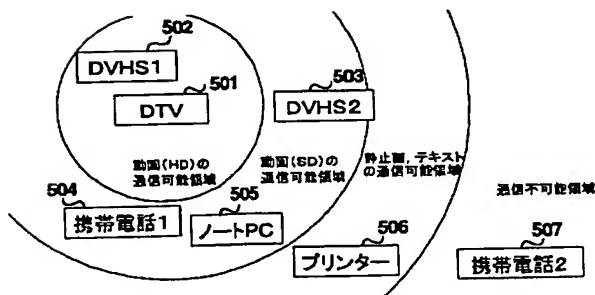 502
DVHS1
501
DTV
503
DVHS2
動画(HD)の
通信可能領域
動画(SD)の
通信可能領域
静止画,テキスト
の通信可能領域
通信不可能領域
504
携帯電話1
505
ノートPC
506
プリンター
507
携帯電話2